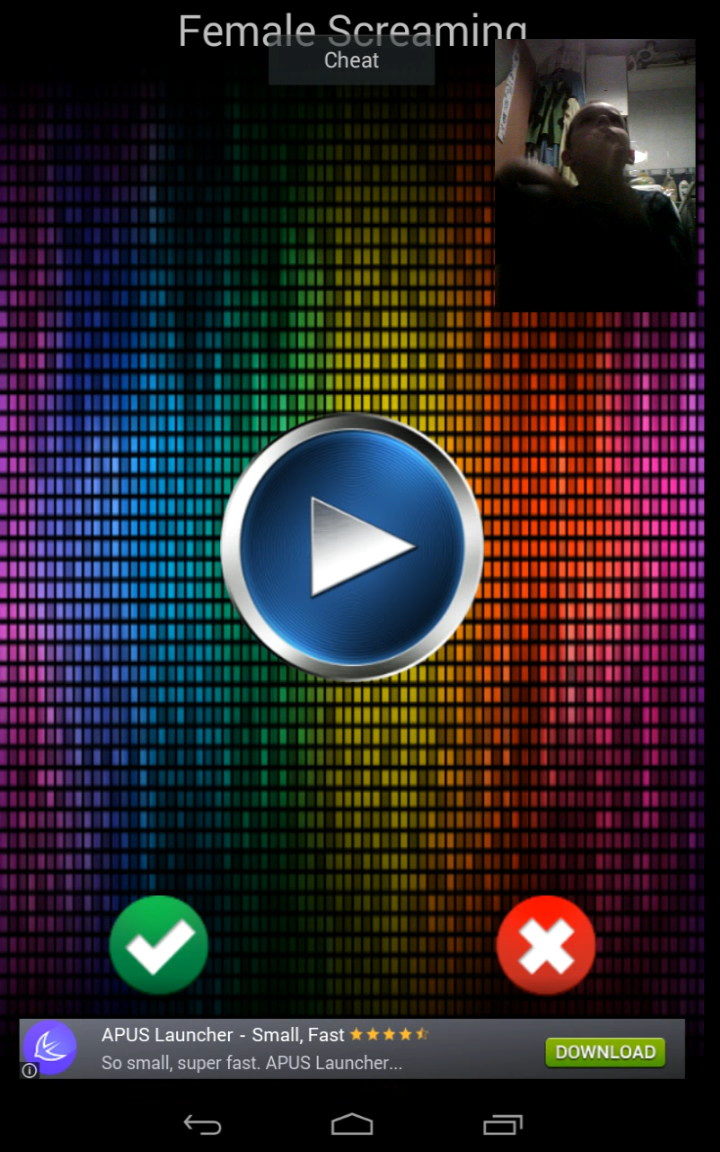 Female Screaming
Cheat
APUS Launcher - Small, Fast
So small, super fast. APUS Launcher...
DOWNLOAD